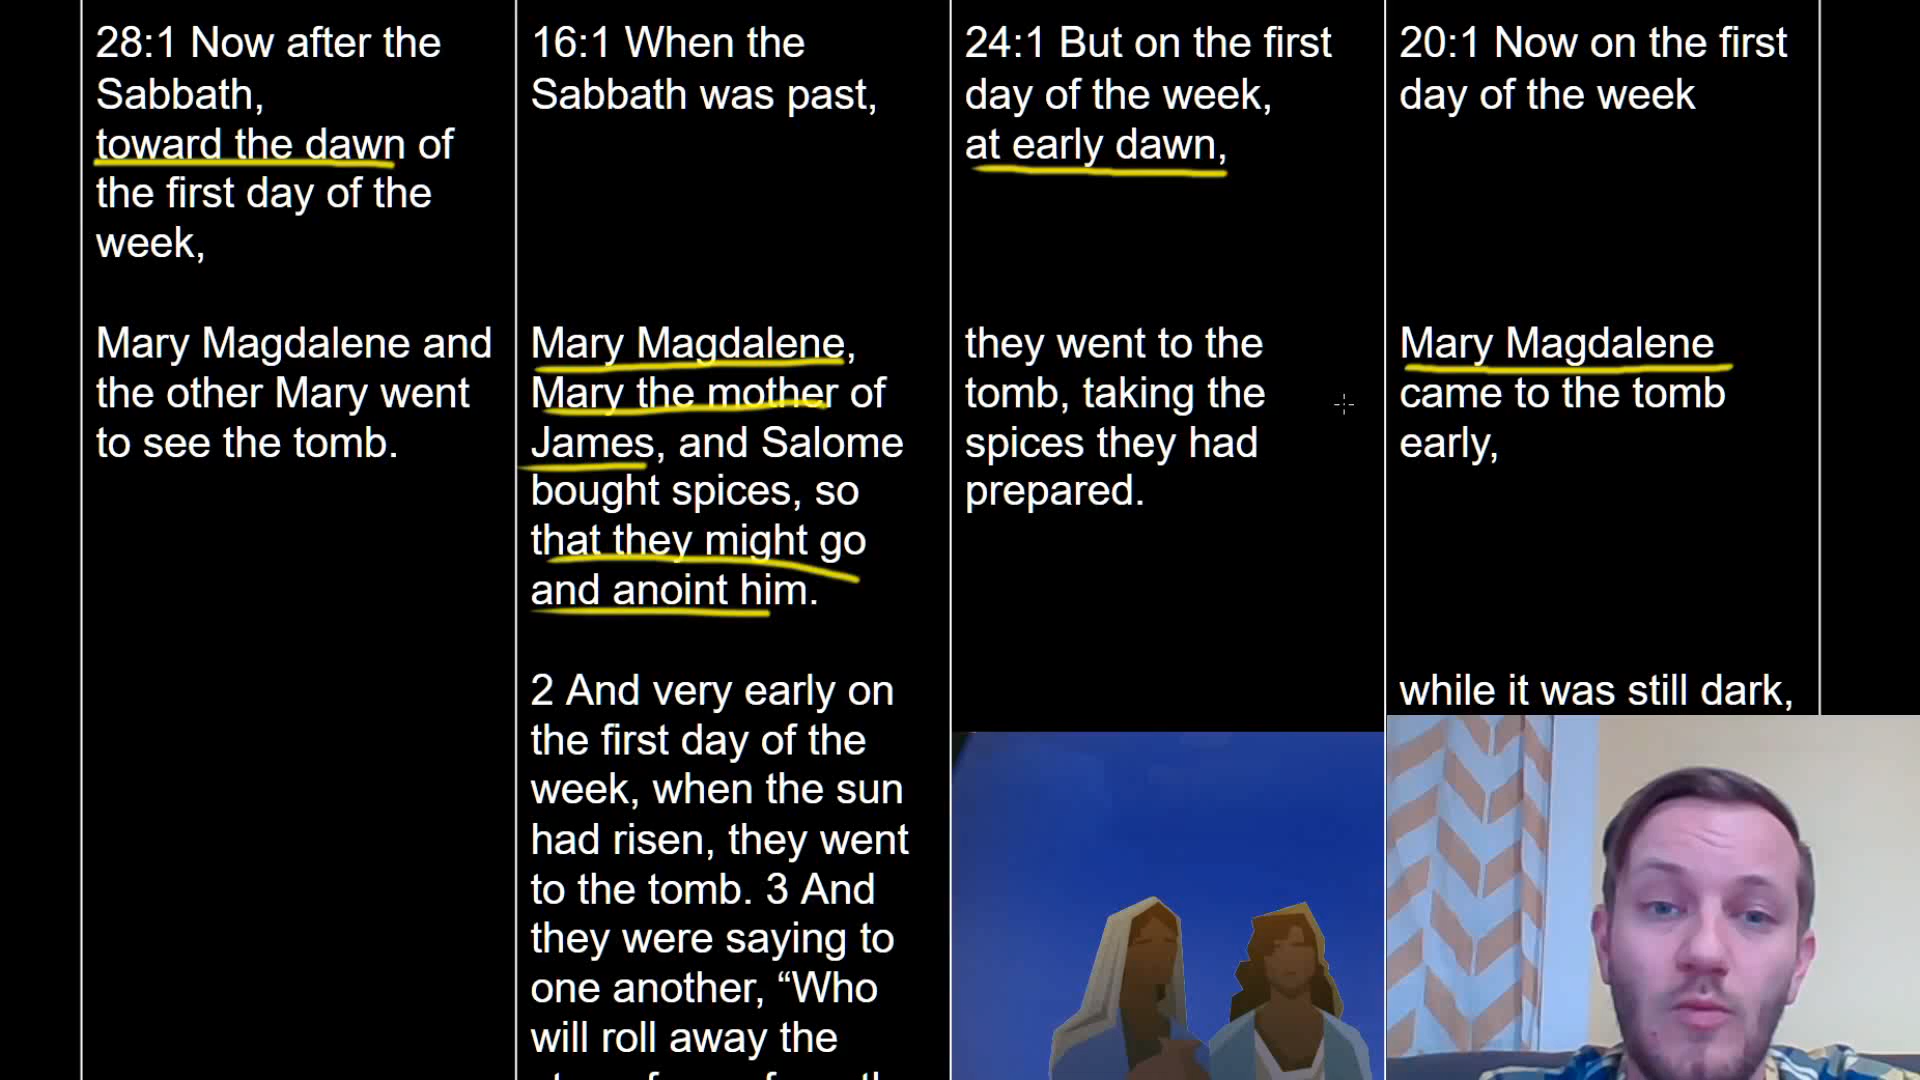 28:1 Now after the
Sabbath,
toward the dawn of
the first day of the
week,
Mary Magdalene and
the other Mary went
to see the tomb.
16:1 When the
Sabbath was past,
Mary Magdalene,
Mary the mother of
James, and Salome
bought spices, so
that they might go
and anoint him.
2 And very early on
the first day of the
week, when the sun
had risen, they went
to the tomb. 3 And
they were saying to
one another, “Who
will roll away the
24:1 But on the first
day of the week,
at early dawn,
they went to the
tomb, taking the
spices they had
prepared.
20:1 Now on the first
day of the week
Mary Magdalene
came to the tomb
early,
while it was still dark,